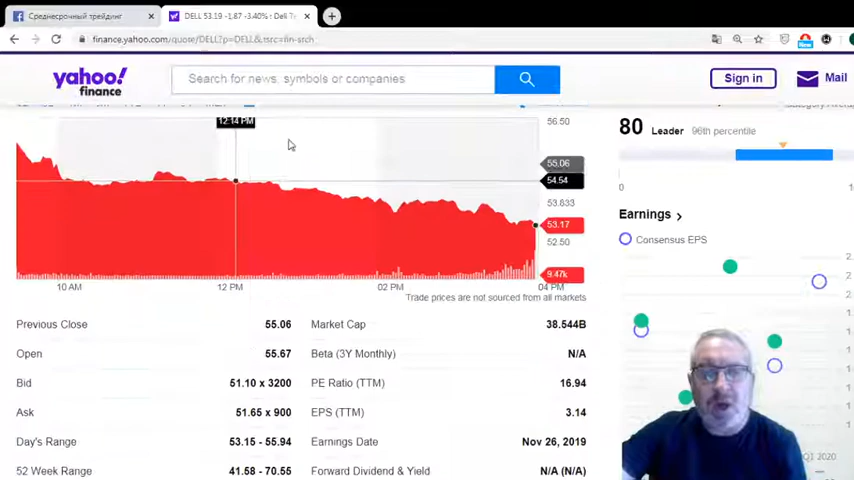 Среднесрочный трейдинг
DELL 53.19 -1.87 -3.40% : Dell T
finance.yahoo.com/quote/DELL?p=DELL&.tsrc=fin-srch
yahoo!
finance
Search for news, symbols or companies
Sign in
Mail
12:14 PM
56.50
55.06
54.54
53.833
53.17
52.50
9.47k
10 AM
12 PM
02 PM
04 PM
Trade prices are not sourced from all markets
80 Leader 96th percentile
0
Earnings
Consensus EPS
Previous Close 55.06 Market Cap 38.544B
Open 55.67 Beta (3Y Monthly) N/A
Bid 51.10 x 3200 PE Ratio (TTM) 16.94
Ask 51.65 x 900 EPS (TTM) 3.14
Day's Range 53.15 - 55.94 Earnings Date Nov 26, 2019
52 Week Range 41.58 - 70.55 Forward Dividend & Yield N/A (N/A)
Q1 2020